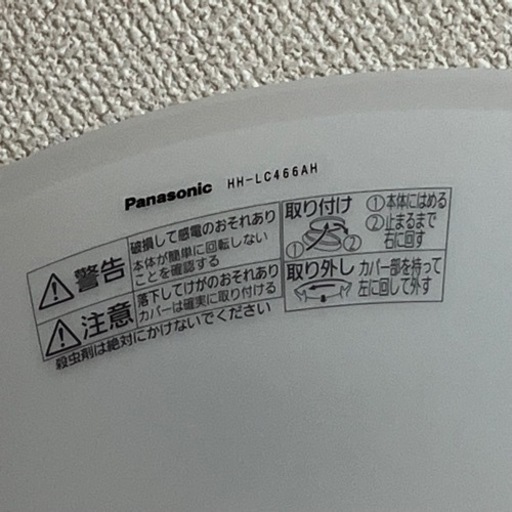 Panasonic HH-LC466AH
警告
破損して感電のおそれあり
本体が簡単に回転しない
ことを確認する
注意
落下してけがのおそれあり
カバーは確実に取り付ける
殺虫剤は絶対にかけないでください
取り付け
①本体にはめる
②止まるまで
右に回す
① ②
取り外し
カバー部を持って
左に回して外す